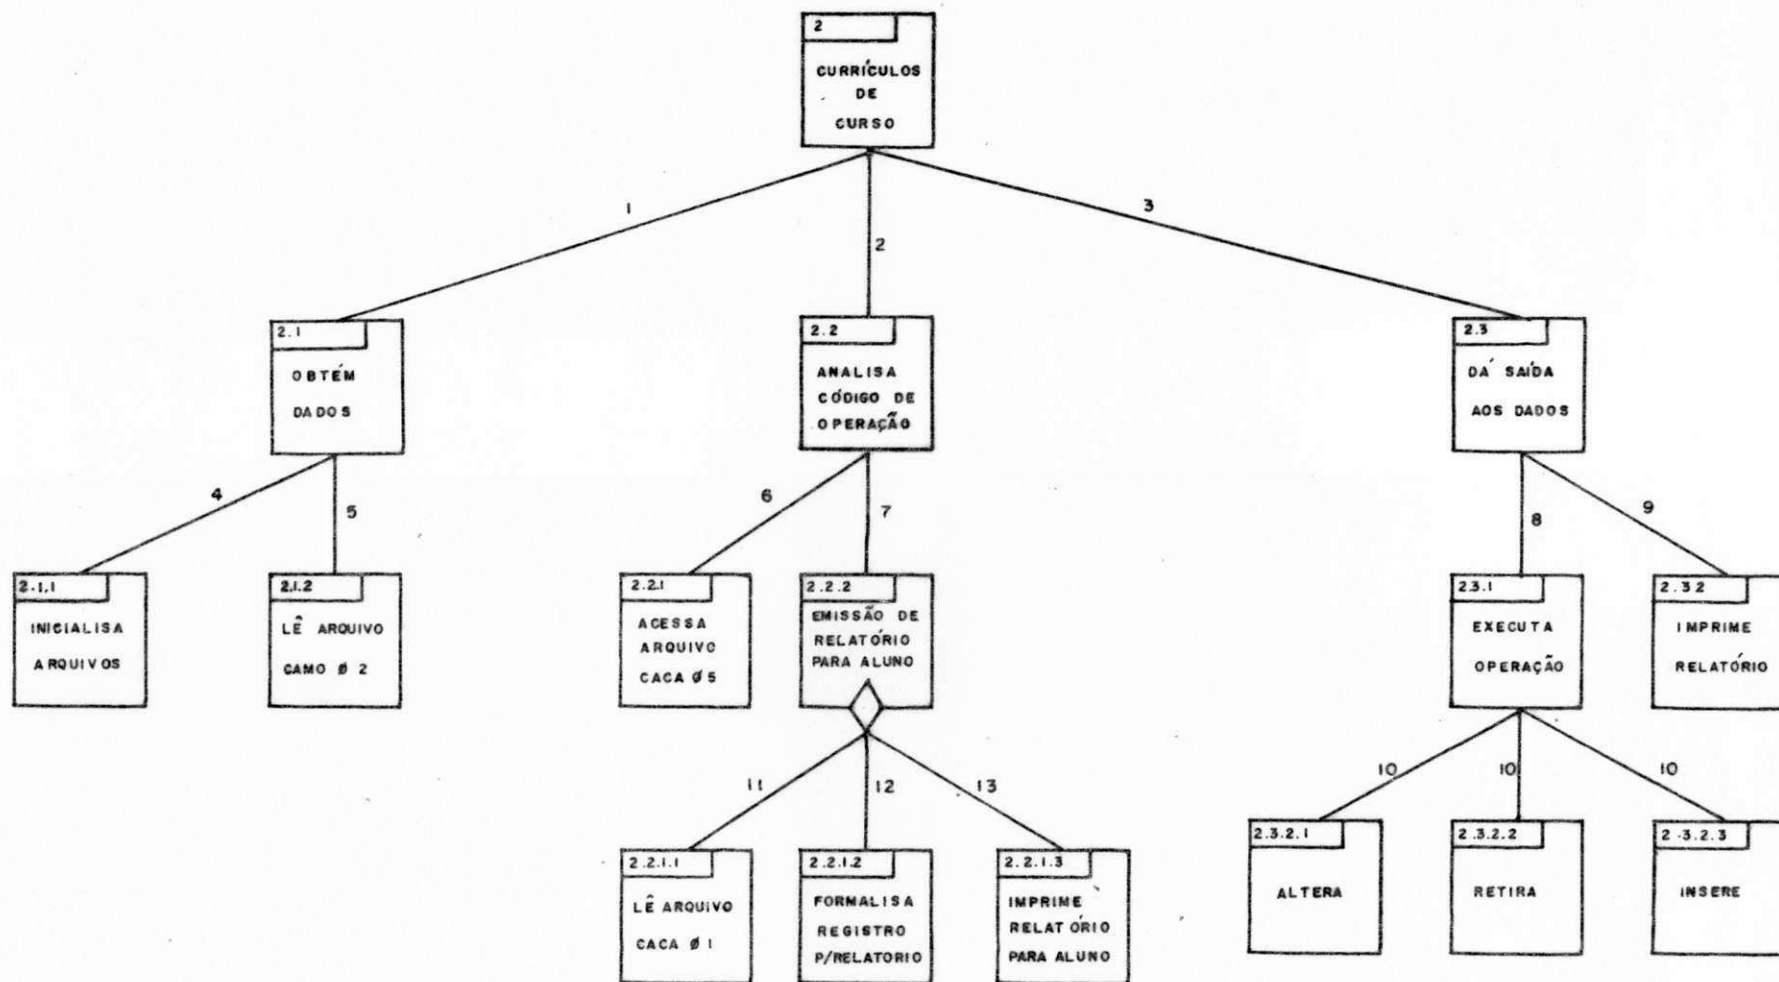 2
CURRÍCULOS
DE
CURSO
1
2
3
2.1
OBTÉM
DADOS
2.2
ANALISA
CÓDIGO DE
OPERAÇÃO
2.3
DÁ SAÍDA
AOS DADOS
4
5
6
7
8
9
2.1.1
INICIALISA
ARQUIVOS
2.1.2
LÊ ARQUIVO
CAMO Ø 2
2.2.1
ACESSA
ARQUIVO
CACA Ø 5
2.2.2
EMISSÃO DE
RELATÓRIO
PARA ALUNO
2.3.1
EXECUTA
OPERAÇÃO
2.3 2
IMPRIME
RELATÓRIO
11
12
13
10
10
10
2.2.1.1
LÊ ARQUIVO
CACA Ø 1
2.2.1.2
FORMALISA
REGISTRO
P/RELATORIO
2.2.1.3
IMPRIME
RELATÓRIO
PARA ALUNO
2.3.2.1
ALTERA
2.3.2.2
RETIRA
2.3.2.3
INSERE